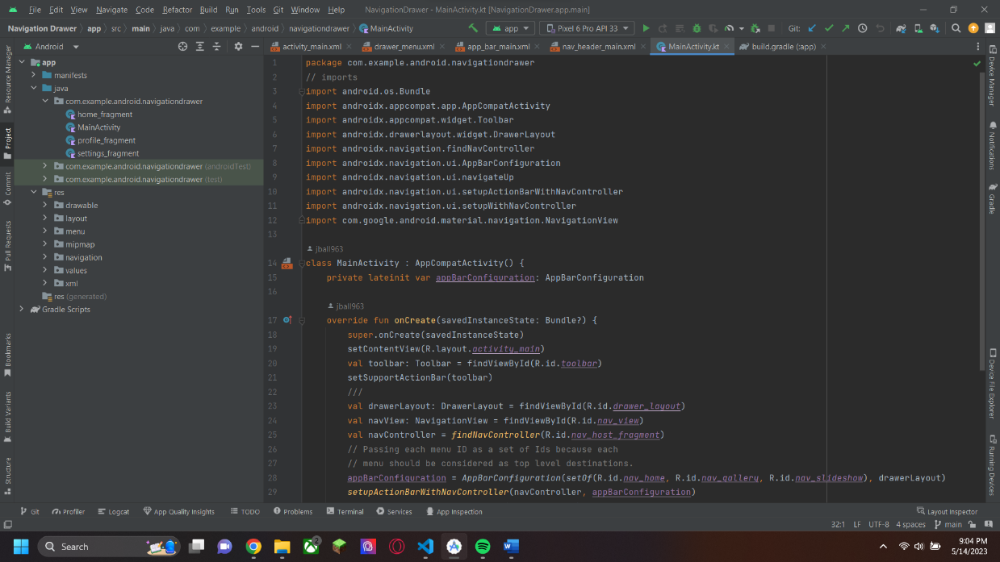 File Edit View Navigate Code Refactor Build Run Tools Git Window Help NavigationDrawer - MainActivity.kt [NavigationDrawer.app.main]
Navigation Drawer app src main java com example android navigationdrawer MainActivity app Pixel 6 Pro API 33 Git:
Android
activity_main.xml drawer_menu.xml app_bar_main.xml nav_header_main.xml MainActivity.kt build.gradle (:app)
Resource Manager
Project
Commit
Pull Requests
Bookmarks
Build Variants
Structure
app
manifests
java
com.example.android.navigationdrawer
home_fragment
MainActivity
profile_fragment
settings_fragment
com.example.android.navigationdrawer (androidTest)
com.example.android.navigationdrawer (test)
res
drawable
layout
menu
mipmap
navigation
values
xml
res (generated)
Gradle Scripts
1 package com.example.android.navigationdrawer
2 // imports
3 import android.os.Bundle
4 import androidx.appcompat.app.AppCompatActivity
5 import androidx.appcompat.widget.Toolbar
6 import androidx.drawerlayout.widget.DrawerLayout
7 import androidx.navigation.findNavController
8 import androidx.navigation.ui.AppBarConfiguration
9 import androidx.navigation.ui.navigateUp
10 import androidx.navigation.ui.setupActionBarWithNavController
11 import androidx.navigation.ui.setupWithNavController
12 import com.google.android.material.navigation.NavigationView
13
jball963
14 class MainActivity : AppCompatActivity() {
15 private lateinit var appBarConfiguration: AppBarConfiguration
16
jball963
17 override fun onCreate(savedInstanceState: Bundle?) {
18 super.onCreate(savedInstanceState)
19 setContentView(R.layout.activity_main)
20 val toolbar: Toolbar = findViewById(R.id.toolbar)
21 setSupportActionBar(toolbar)
22 ///
23 val drawerLayout: DrawerLayout = findViewById(R.id.drawer_layout)
24 val navView: NavigationView = findViewById(R.id.nav_view)
25 val navController = findNavController(R.id.nav_host_fragment)
26 // Passing each menu ID as a set of Ids because each
27 // menu should be considered as top level destinations.
28 appBarConfiguration = AppBarConfiguration(setOf(R.id.nav_home, R.id.nav_gallery, R.id.nav_slideshow), drawerLayout)
29 setupActionBarWithNavController(navController, appBarConfiguration)
Device Manager
Notifications
Gradle
Device File Explorer
Running Devices
Git Profiler Logcat App Quality Insights TODO Problems Terminal Services App Inspection Layout Inspector
32:1 LF UTF-8 4 spaces main
Search 2 9:04 PM
5/14/2023